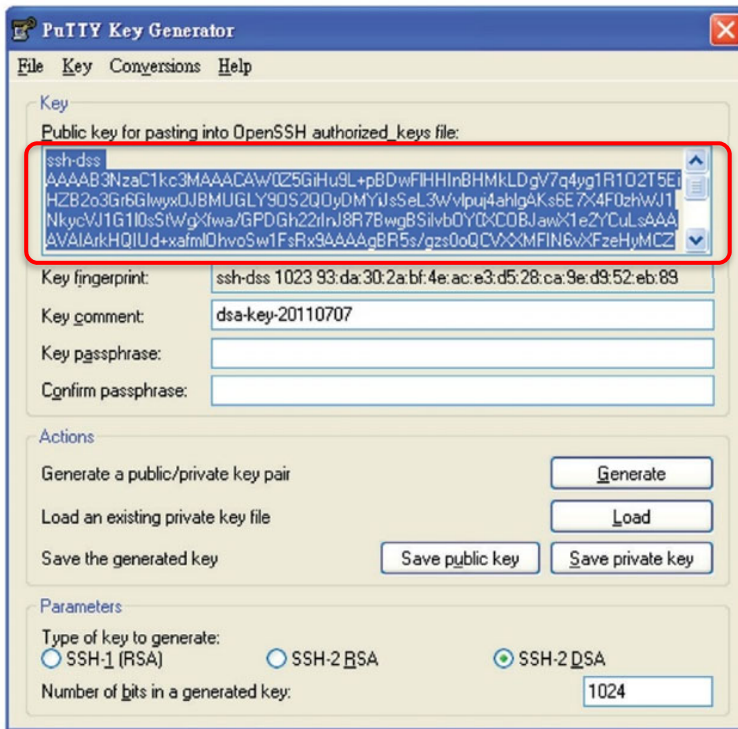 PuTTY Key Generator
File Key Conversions Help
Key
Public key for pasting into OpenSSH authorized_keys file:
ssh-dss
AAAAB3NzaC1kc3MAAACAW0Z5GiHu9L+pBDwFlHHInBHMkLDgV7q4yg1R1O2T5Ei
HZB2o3Gr6GlwyxOJBMUGLY9OS2QOyDMYiJsSeL3Wvlpuj4ahlgAKs6E7X4F0zhWJ1
NkycVJ1G1I0sStWgXfwa/GPDGh22rInJ8R7BwgBSilvbOY0XCOBJawX1e2YCuLsAAA
AVAIArkHQIUd+xafmlOhvoSw1FsRx9AAAAgBR5s/gzs0oQCVXXMFIN6vXFzeHyMCZ
Key fingerprint: ssh-dss 1023 93:da:30:2a:bf:4e:ac:e3:d5:28:ca:9e:d9:52:eb:89
Key comment: dsa-key-20110707
Key passphrase:
Confirm passphrase:
Actions
Generate a public/private key pair Generate
Load an existing private key file Load
Save the generated key Save public key Save private key
Parameters
Type of key to generate:
SSH-1 (RSA) SSH-2 RSA SSH-2 DSA
Number of bits in a generated key: 1024